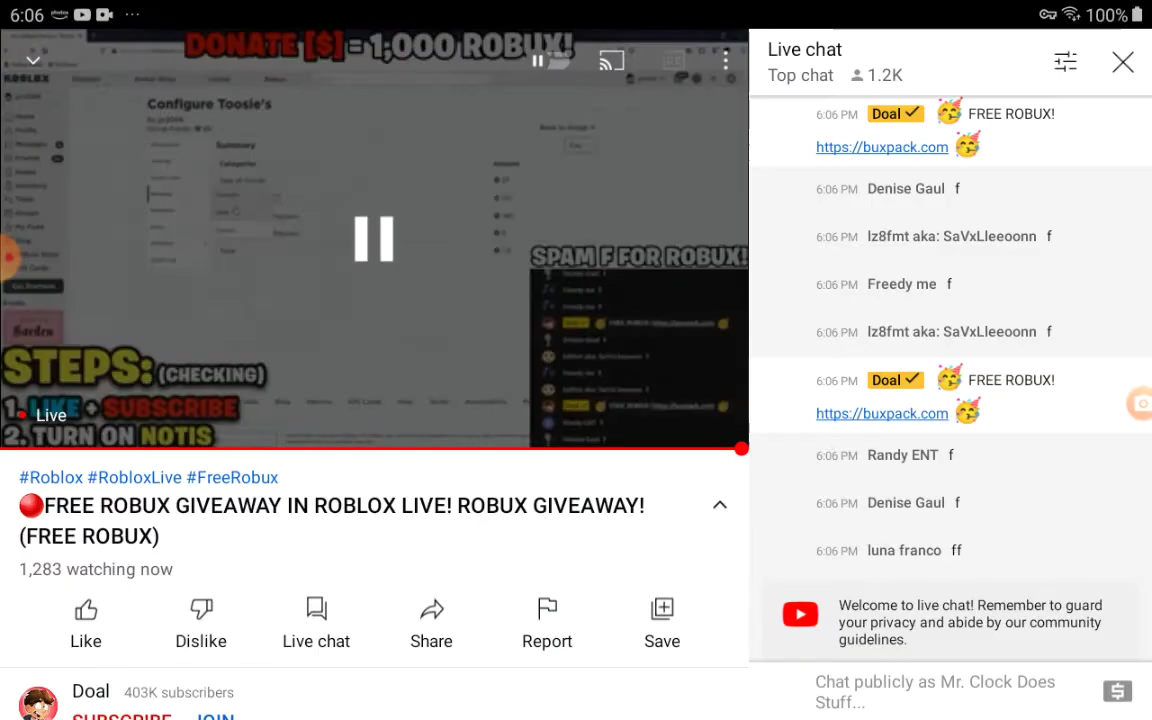 6:06
100%
DONATE [$] = 1,000 ROBUX!
ROBLOX
Configure Toosie's
Summary
Categories
SPAM F FOR ROBUX!
Garden
STEPS: (CHECKING)
1. LIKE + SUBSCRIBE
2. TURN ON NOTIS
Live
#Roblox #RobloxLive #FreeRobux
FREE ROBUX GIVEAWAY IN ROBLOX LIVE! ROBUX GIVEAWAY!
(FREE ROBUX)
1,283 watching now
Like
Dislike
Live chat
Share
Report
Save
Doal 403K subscribers
SUBSCRIBE JOIN
Live chat
Top chat 1.2K
6:06 PM Doal FREE ROBUX!
https://buxpack.com
6:06 PM Denise Gaul f
6:06 PM lz8fmt aka: SaVxLleeoonn f
6:06 PM Freedy me f
6:06 PM lz8fmt aka: SaVxLleeoonn f
6:06 PM Doal FREE ROBUX!
https://buxpack.com
6:06 PM Randy ENT f
6:06 PM Denise Gaul f
6:06 PM luna franco ff
Welcome to live chat! Remember to guard
your privacy and abide by our community
guidelines.
Chat publicly as Mr. Clock Does
Stuff...